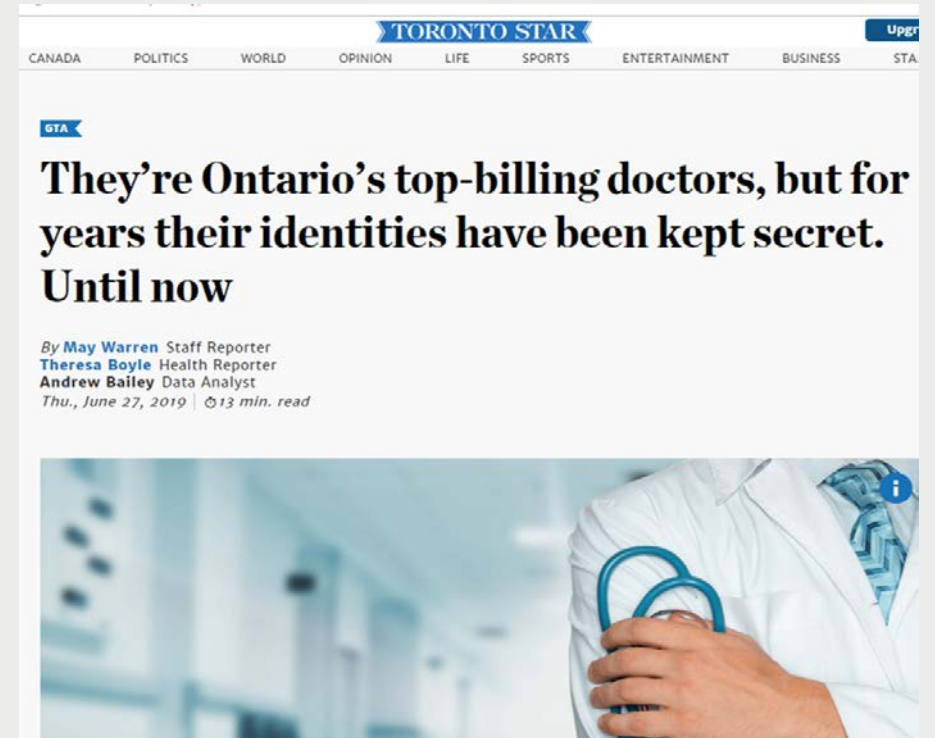 TORONTO STAR
Upgr
CANADA POLITICS WORLD OPINION LIFE SPORTS ENTERTAINMENT BUSINESS STA
GTA
They’re Ontario’s top-billing doctors, but for
years their identities have been kept secret.
Until now
By May Warren Staff Reporter
Theresa Boyle Health Reporter
Andrew Bailey Data Analyst
Thu., June 27, 2019 | 13 min. read
i